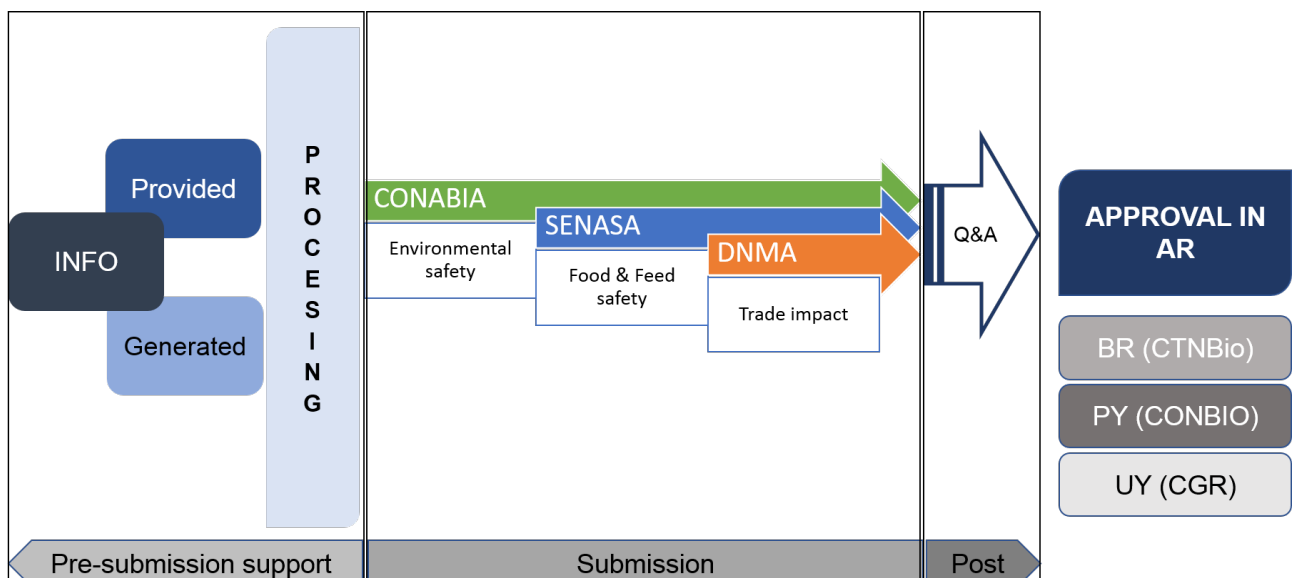 INFO
Provided
Generated
PROCESING
CONABIA
Environmental
safety
SENASA
Food & Feed
safety
DNMA
Trade impact
Q&A
APPROVAL IN
AR
BR (CTNBio)
PY (CONBIO)
UY (CGR)
Pre-submission support
Submission
Post